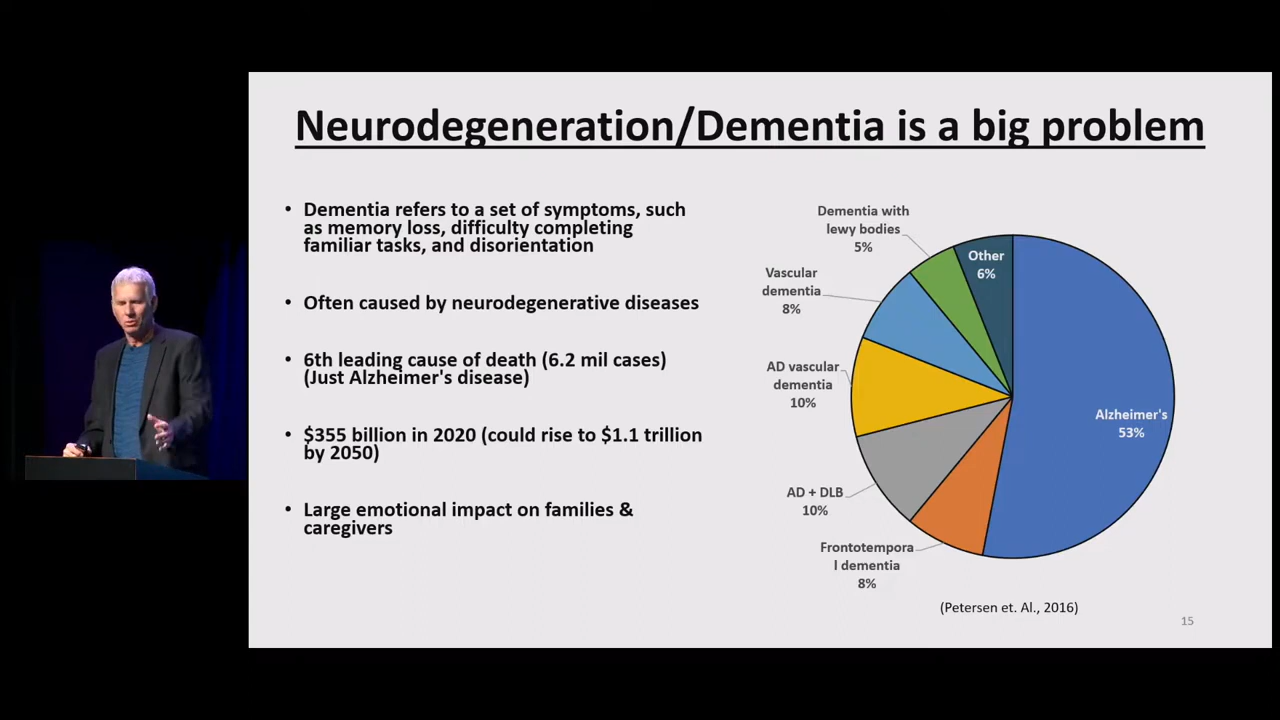 Neurodegeneration/Dementia is a big problem
• Dementia refers to a set of symptoms, such
as memory loss, difficulty completing
familiar tasks, and disorientation
• Often caused by neurodegenerative diseases
• 6th leading cause of death (6.2 mil cases)
(Just Alzheimer's disease)
• $355 billion in 2020 (could rise to $1.1 trillion
by 2050)
• Large emotional impact on families &
caregivers
Dementia with
lewy bodies
5%
Other
6%
Vascular
dementia
8%
AD vascular
dementia
10%
Alzheimer's
53%
AD + DLB
10%
Frontotempora
l dementia
8%
(Petersen et. Al., 2016)
15